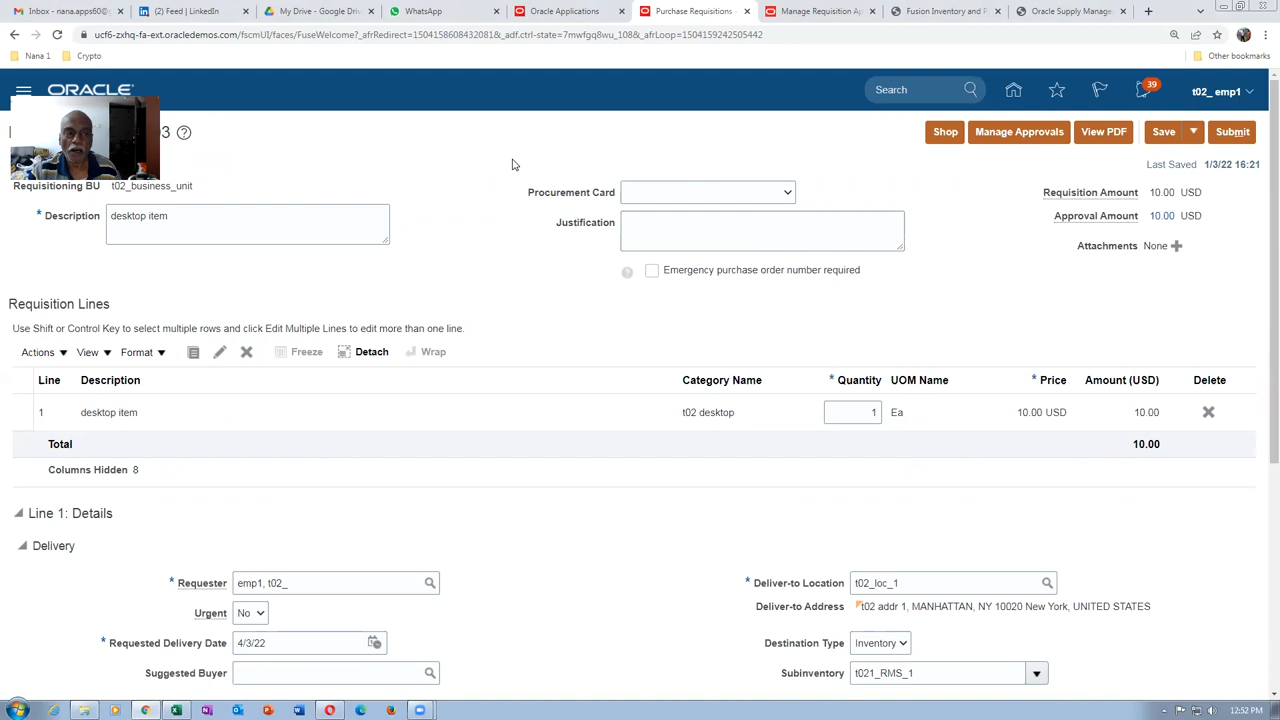 Inbox - nana.apps60@g
(2) Feed | LinkedIn
My Drive - Google Driv
WhatsApp
Oracle Applications
Purchase Requisitions -
Manage Requisition Ap
Fusion Inventory and P
Oracle Supply Manage
ucf6-zxhq-fa-ext.oracledemos.com/fscmUI/faces/FuseWelcome?_afrRedirect=1504158608432081&_adf.ctrl-state=7mwfgq8wu_108&_afrLoop=15041592425054​42
Nana 1
Crypto
Other bookmarks
ORACLE
Search
39
t02_ emp1
3
Shop
Manage Approvals
View PDF
Save
Submit
Last Saved 1/3/22 16:21
Requisitioning BU t02_business_unit
Procurement Card
Requisition Amount 10.00 USD
* Description desktop item
Justification
Approval Amount 10.00 USD
Attachments None
Emergency purchase order number required
Requisition Lines
Use Shift or Control Key to select multiple rows and click Edit Multiple Lines to edit more than one line.
Actions View Format Freeze Detach Wrap
Line Description Category Name * Quantity UOM Name * Price Amount (USD) Delete
1 desktop item t02 desktop 1 Ea 10.00 USD 10.00
Total 10.00
Columns Hidden 8
Line 1: Details
Delivery
* Requester emp1, t02_
* Deliver-to Location t02_loc_1
Urgent No
Deliver-to Address t02 addr 1, MANHATTAN, NY 10020 New York, UNITED STATES
* Requested Delivery Date 4/3/22
Destination Type Inventory
Suggested Buyer
Subinventory t021_RMS_1
12:52 PM